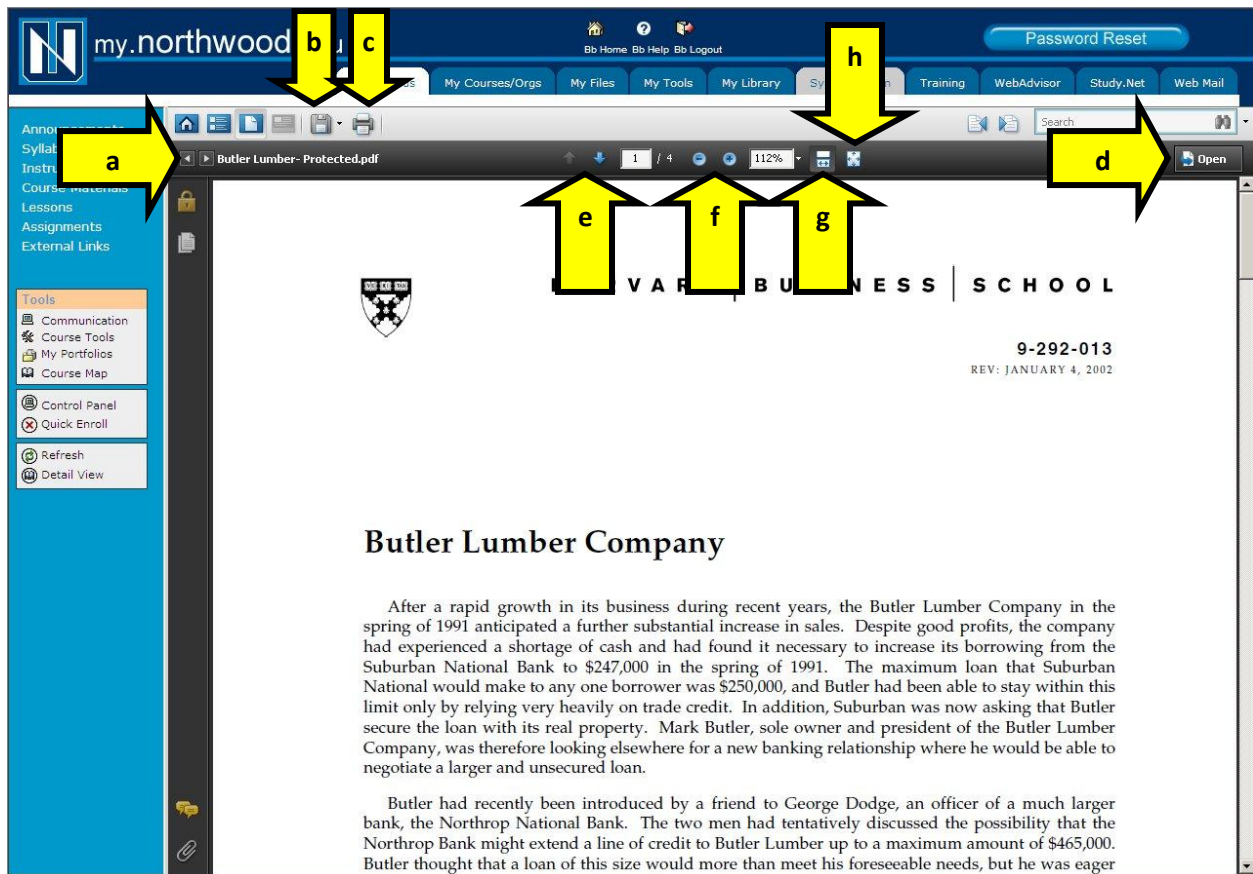 my.northwood
b
u
c
Bb Home Bb Help Bb Logout
h
Password Reset
My Courses/Orgs My Files My Tools My Library Training WebAdvisor Study.Net Web Mail
Search
a
Butler Lumber- Protected.pdf
1 / 4
112%
d
Open
Course Materials
Lessons
Assignments
External Links
e
f
g
Tools
Communication
Course Tools
My Portfolios
Course Map
Control Panel
Quick Enroll
Refresh
Detail View
SCHOOL
9-292-013
REV: JANUARY 4, 2002
Butler Lumber Company
After a rapid growth in its business during recent years, the Butler Lumber Company in the
spring of 1991 anticipated a further substantial increase in sales. Despite good profits, the company
had experienced a shortage of cash and had found it necessary to increase its borrowing from the
Suburban National Bank to $247,000 in the spring of 1991. The maximum loan that Suburban
National would make to any one borrower was $250,000, and Butler had been able to stay within this
limit only by relying very heavily on trade credit. In addition, Suburban was now asking that Butler
secure the loan with its real property. Mark Butler, sole owner and president of the Butler Lumber
Company, was therefore looking elsewhere for a new banking relationship where he would be able to
negotiate a larger and unsecured loan.
Butler had recently been introduced by a friend to George Dodge, an officer of a much larger
bank, the Northrop National Bank. The two men had tentatively discussed the possibility that the
Northrop Bank might extend a line of credit to Butler Lumber up to a maximum amount of $465,000.
Butler thought that a loan of this size would more than meet his foreseeable needs, but he was eager